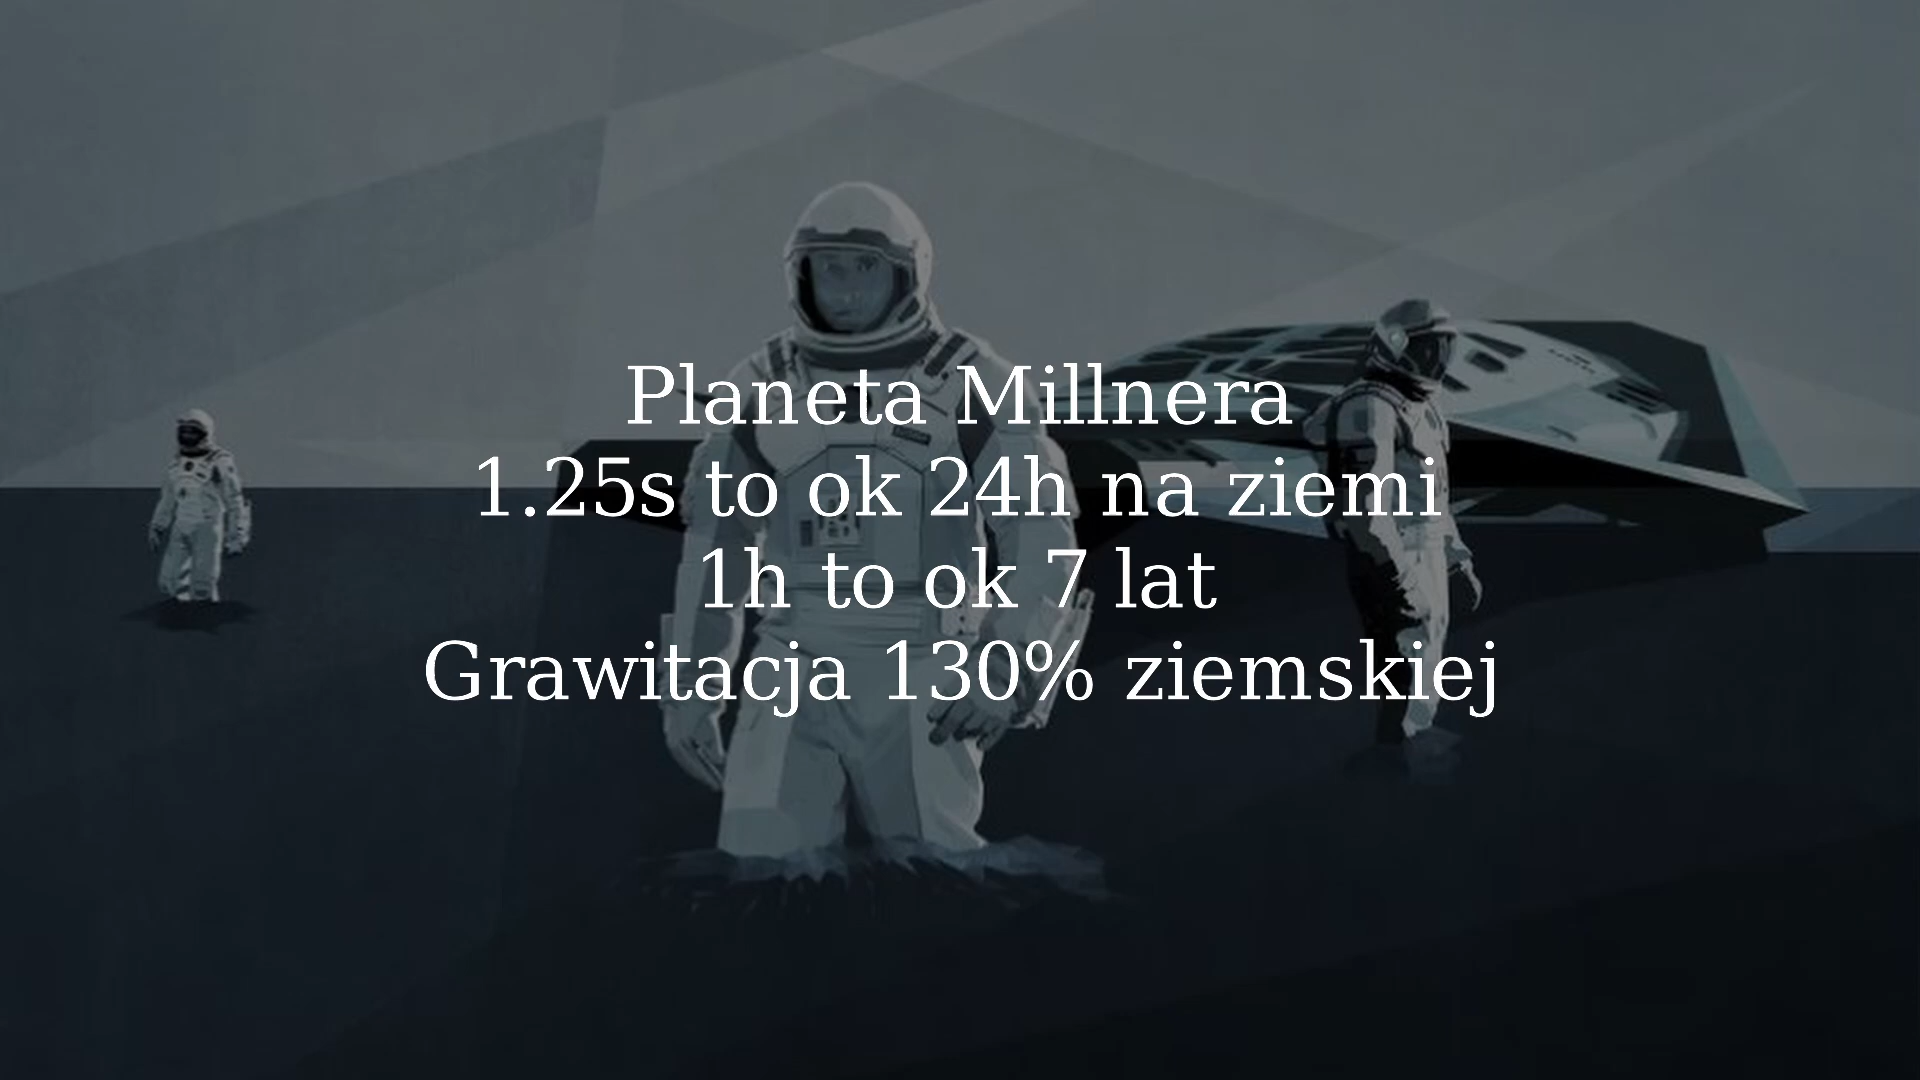 Planeta Millnera
1.25s to ok 24h na ziemi
1h to ok 7 lat
Grawitacja 130% ziemskiej